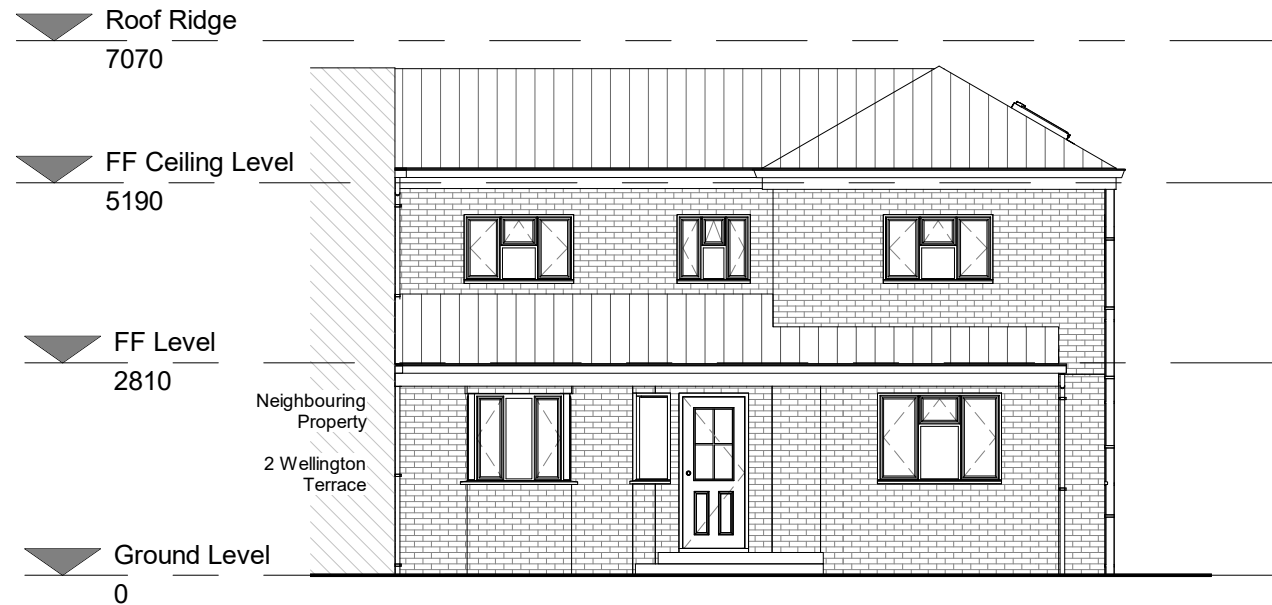 Roof Ridge
7070
FF Ceiling Level
5190
FF Level
2810
Neighbouring
Property
2 Wellington
Terrace
Ground Level
0